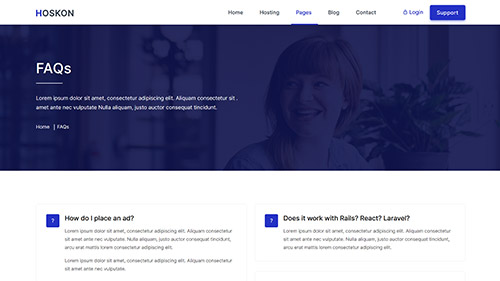 HOSKON
Home Hosting Pages Blog Contact Login Support
FAQs
Lorem ipsum dolor sit amet, consectetur adipiscing elit. Aliquam consectetur sit .
ante nec vulputate Nulla aliquam, justo auctor consequat tincidunt.
Home | FAQs
? How do I place an ad?
Lorem ipsum dolor sit amet, consectetur adipiscing elit. Aliquam consectetur
sit amet ante nec vulputate. Nulla aliquam, justo auctor consequat tincidunt,
arcu erat mattis lorem consectetur adipiscing elit.
Lorem ipsum dolor sit amet, consectetur adipiscing elit. Aliquam consectetur
sit amet ante nec vulputate.
? Does it work with Rails? React? Laravel?
Lorem ipsum dolor sit amet, consectetur adipiscing elit. Aliquam consectetur
sit amet ante nec vulputate. Nulla aliquam, justo auctor consequat tincidunt,
arcu erat mattis lorem consectetur adipiscing elit.